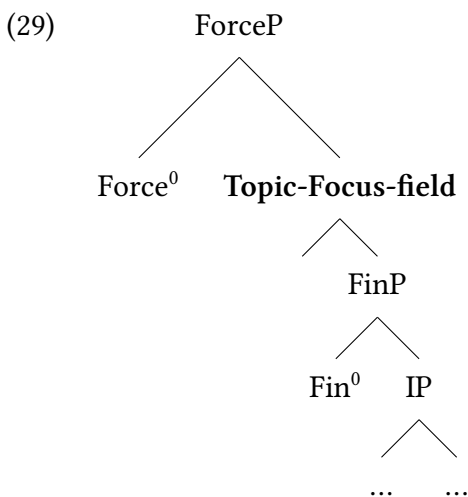 (29) ForceP
Force⁰ Topic-Focus-field
FinP
Fin⁰ IP
... ...